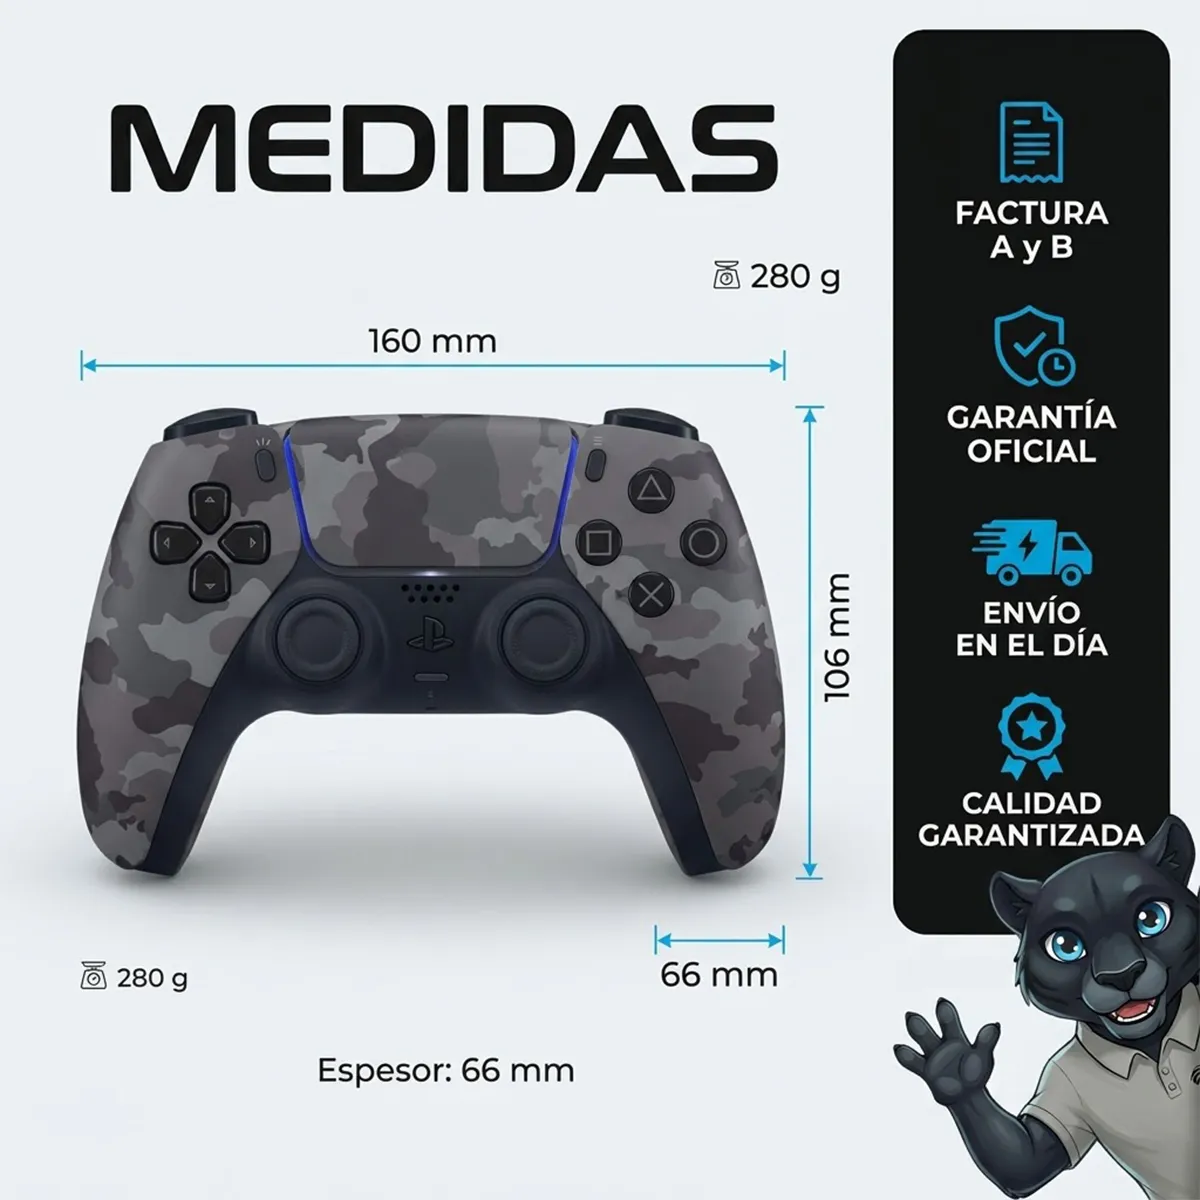 MEDIDAS
280 g
160 mm
106 mm
66 mm
280 g
Espesor: 66 mm
FACTURA
A y B
GARANTÍA
OFICIAL
ENVÍO
EN EL DÍA
CALIDAD
GARANTIZADA